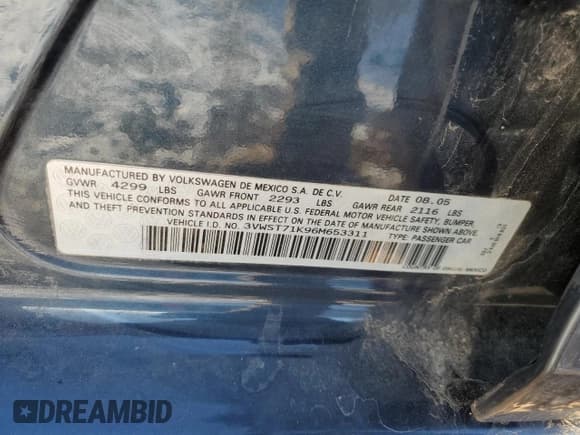 MANUFACTURED BY VOLKSWAGEN DE MEXICO S.A. DE C.V.
DATE 08.05
GVWR 4299 LBS GAWR FRONT 2293 LBS GAWR REAR 2116 LBS
THIS VEHICLE CONFORMS TO ALL APPLICABLE U.S. FEDERAL MOTOR VEHICLE SAFETY, BUMPER,
AND THEFT PREVENTION STANDARDS IN EFFECT ON THE DATE OF MANUFACTURE SHOWN ABOVE.
VEHICLE I.D. NO. 3VWST71K96M653311 TYPE: PASSENGER CAR
DREAMBID